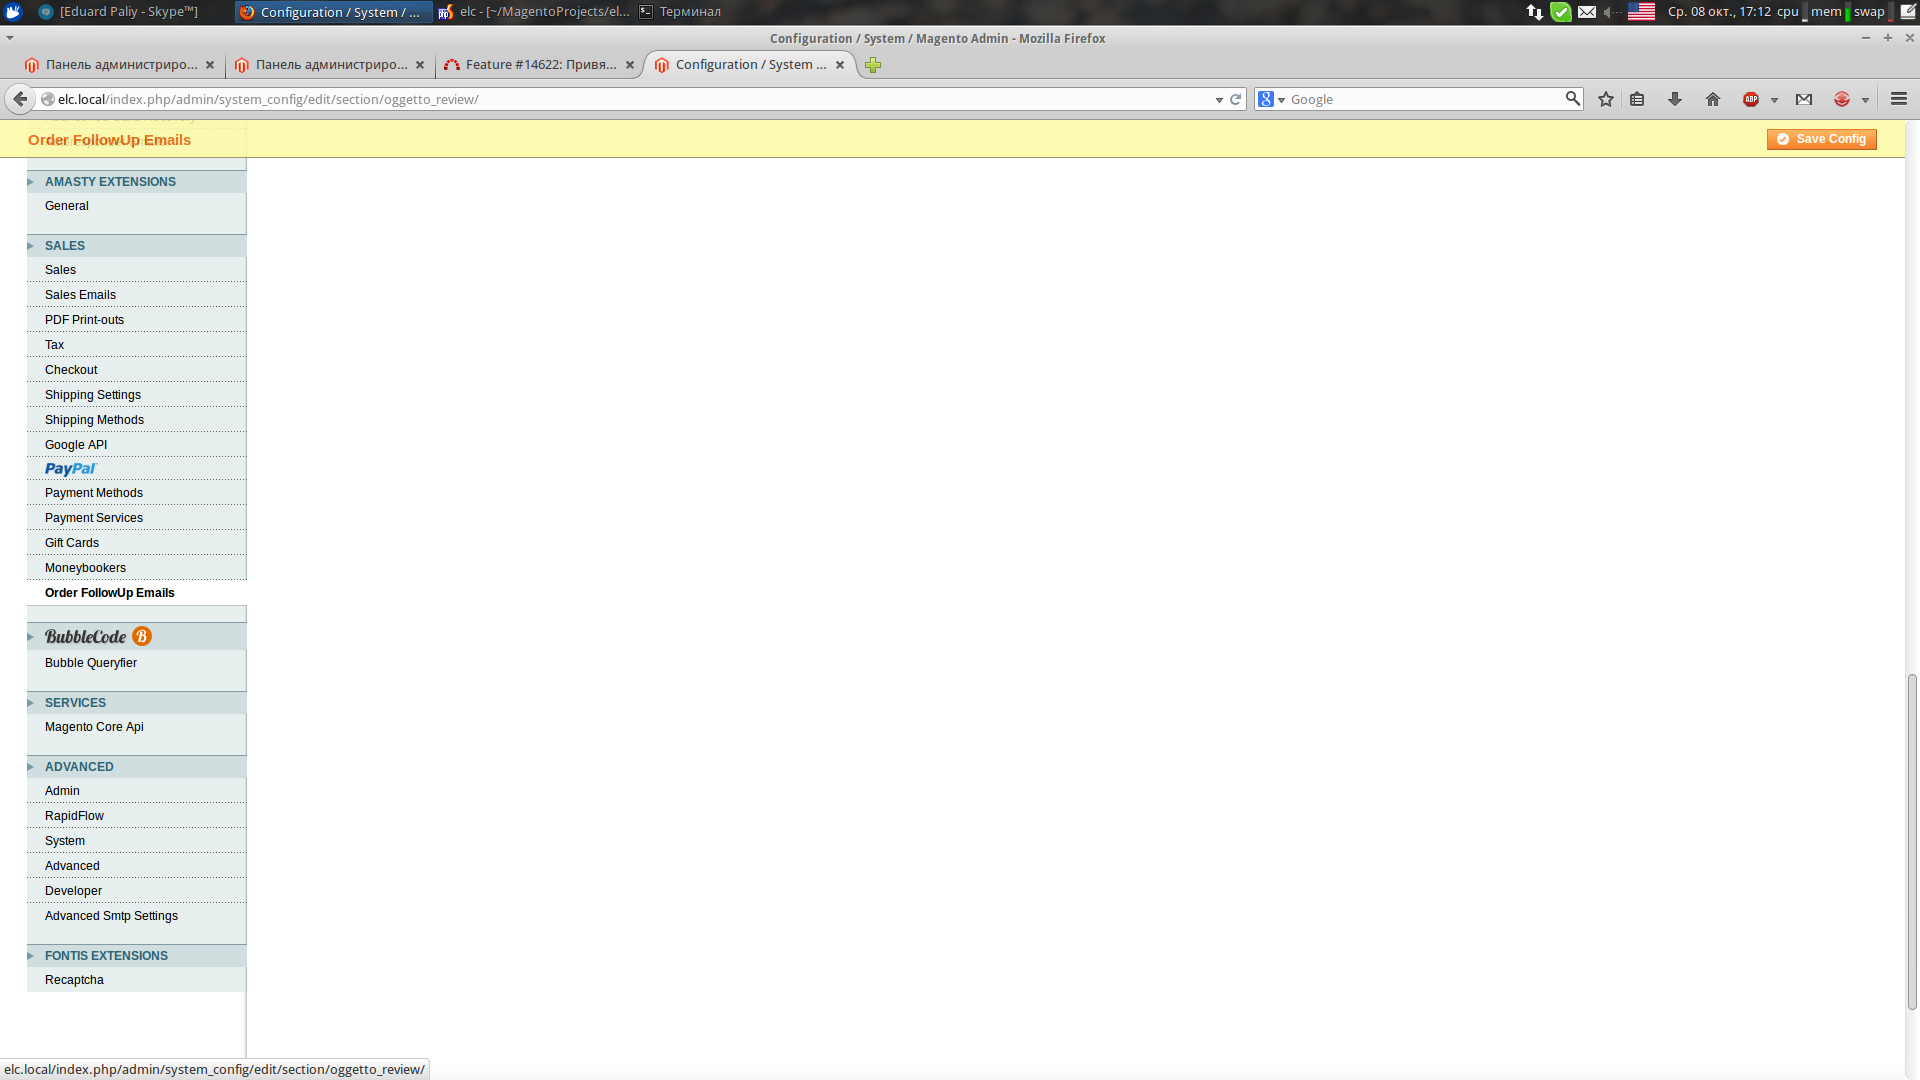 [Eduard Paliy - Skype™]
Configuration / System / ...
elc - [~/MagentoProjects/el...
Терминал
Ср. 08 окт., 17:12 cpu mem swap
Configuration / System / Magento Admin - Mozilla Firefox
Панель администриро...
Панель администриро...
Feature #14622: Привя...
Configuration / System ...
elc.local/index.php/admin/system_config/edit/section/oggetto_review/
Google
ABP
Order FollowUp Emails
Save Config
AMASTY EXTENSIONS
General
SALES
Sales
Sales Emails
PDF Print-outs
Tax
Checkout
Shipping Settings
Shipping Methods
Google API
PayPal
Payment Methods
Payment Services
Gift Cards
Moneybookers
Order FollowUp Emails
BubbleCode B
Bubble Queryfier
SERVICES
Magento Core Api
ADVANCED
Admin
RapidFlow
System
Advanced
Developer
Advanced Smtp Settings
FONTIS EXTENSIONS
Recaptcha
elc.local/index.php/admin/system_config/edit/section/oggetto_review/